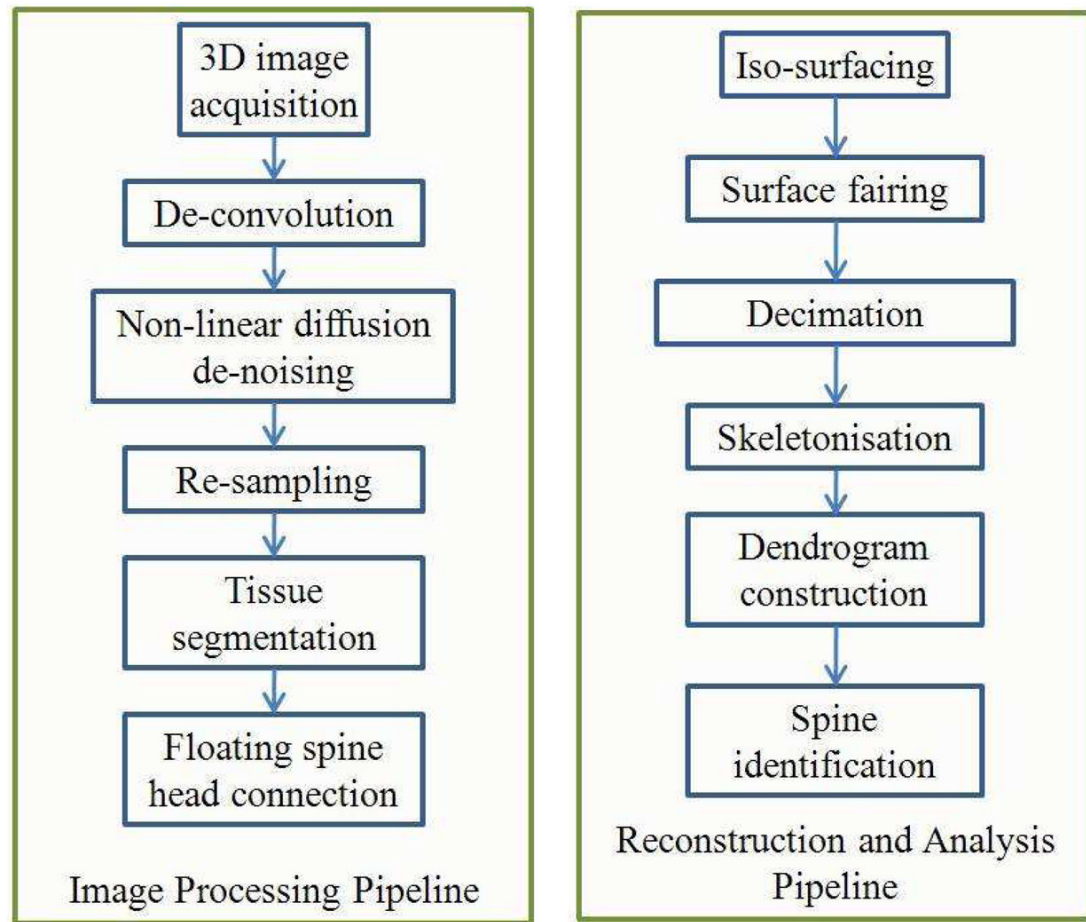 3D image
acquisition
De-convolution
Non-linear diffusion
de-noising
Re-sampling
Tissue
segmentation
Floating spine
head connection
Image Processing Pipeline
Iso-surfacing
Surface fairing
Decimation
Skeletonisation
Dendrogram
construction
Spine
identification
Reconstruction and Analysis
Pipeline